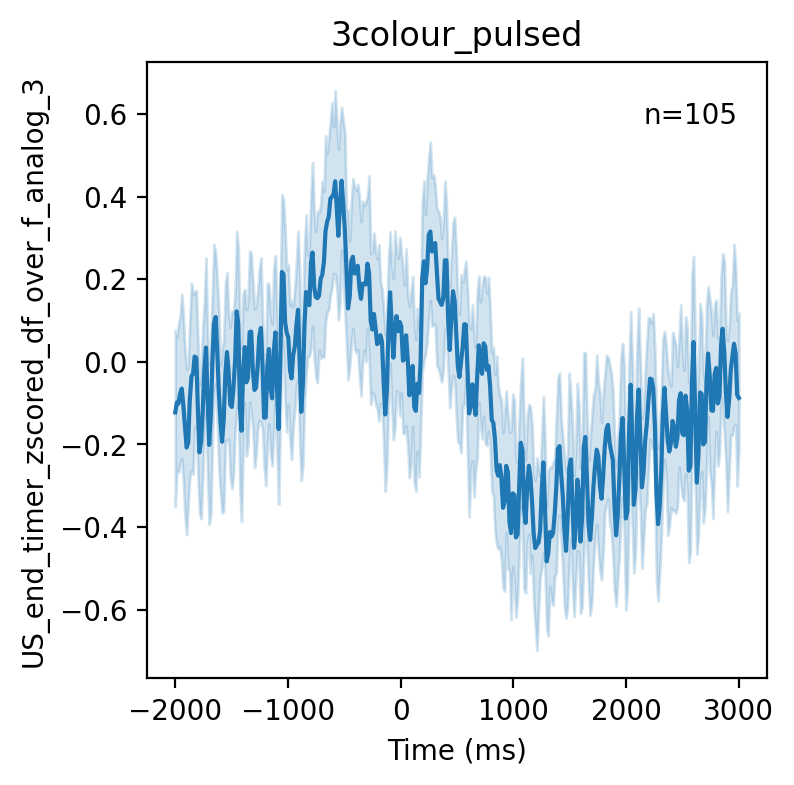 3colour_pulsed
n=105
US_end_timer_zscored_df_over_f_analog_3
0.6
0.4
0.2
0.0
−0.2
−0.4
−0.6
−2000 −1000 0 1000 2000 3000
Time (ms)